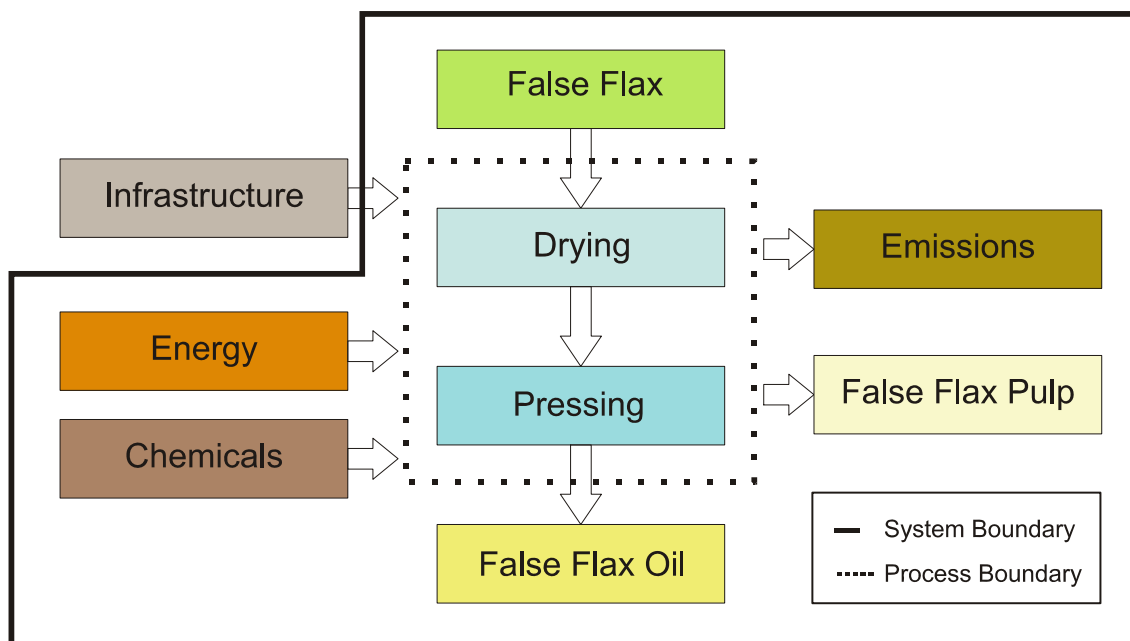 False Flax
Infrastructure
Drying
Emissions
Energy
Pressing
False Flax Pulp
Chemicals
False Flax Oil
System Boundary
Process Boundary